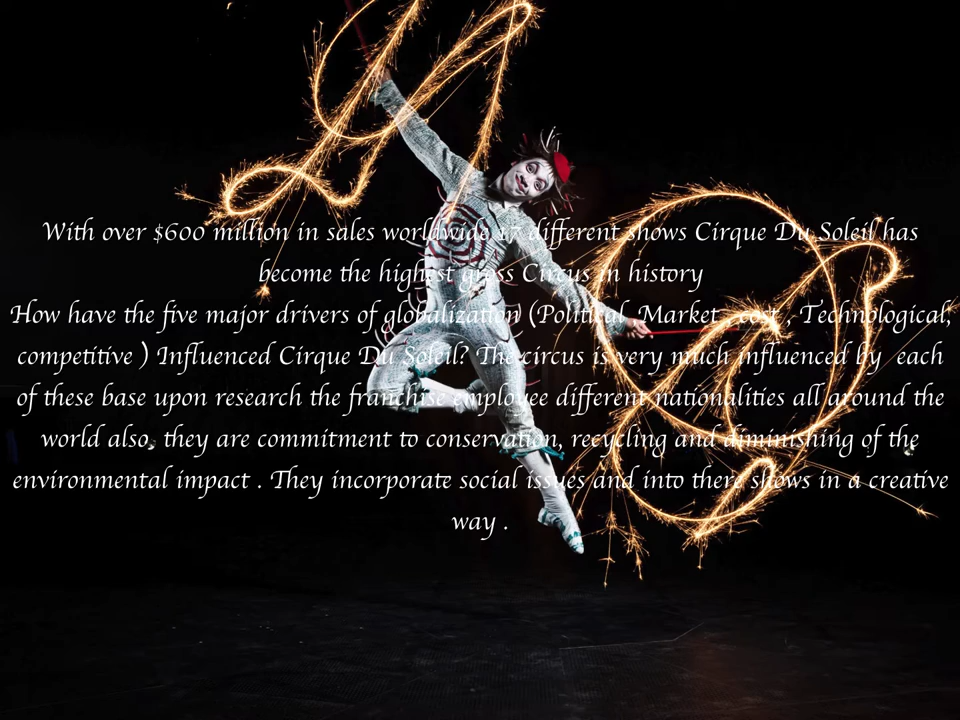 With over $600 million in sales worldwide 17 different shows Cirque Du Soleil has
become the highest gross Circus in history
How have the five major drivers of globalization (Political, Market , cost , Technological,
competitive ) Influenced Cirque Du Soleil? The circus is very much influenced by each
of these base upon research the franchise employee different nationalities all around the
world also, they are commitment to conservation, recycling and diminishing of the
environmental impact . They incorporate social issues and into there shows in a creative
way .